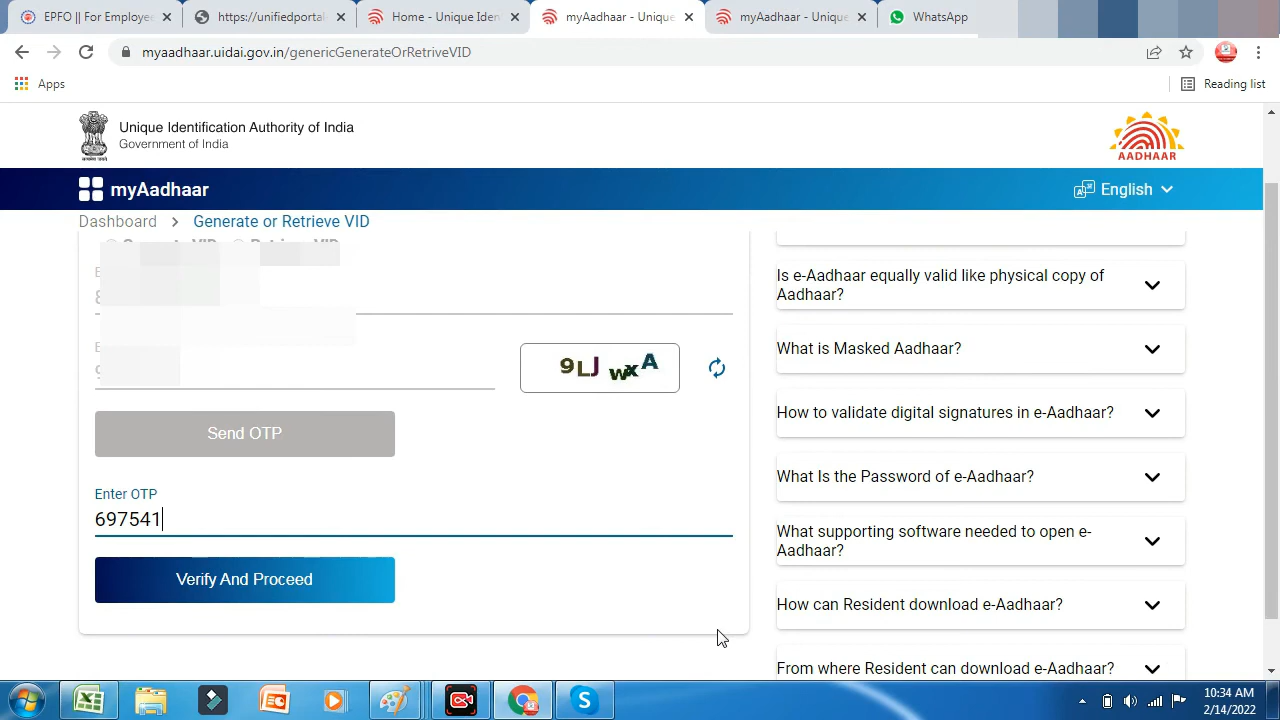 EPFO || For Employee
https://unifiedportal
Home - Unique Iden
myAadhaar - Unique
myAadhaar - Unique
WhatsApp
myaadhaar.uidai.gov.in/genericGenerateOrRetriveVID
Apps
Reading list
Unique Identification Authority of India
Government of India
AADHAAR
myAadhaar
English
Dashboard > Generate or Retrieve VID
9LJwxA
Send OTP
Enter OTP
697541
Verify And Proceed
Is e-Aadhaar equally valid like physical copy of
Aadhaar?
What is Masked Aadhaar?
How to validate digital signatures in e-Aadhaar?
What Is the Password of e-Aadhaar?
What supporting software needed to open e-
Aadhaar?
How can Resident download e-Aadhaar?
From where Resident can download e-Aadhaar?
10:34 AM
2/14/2022